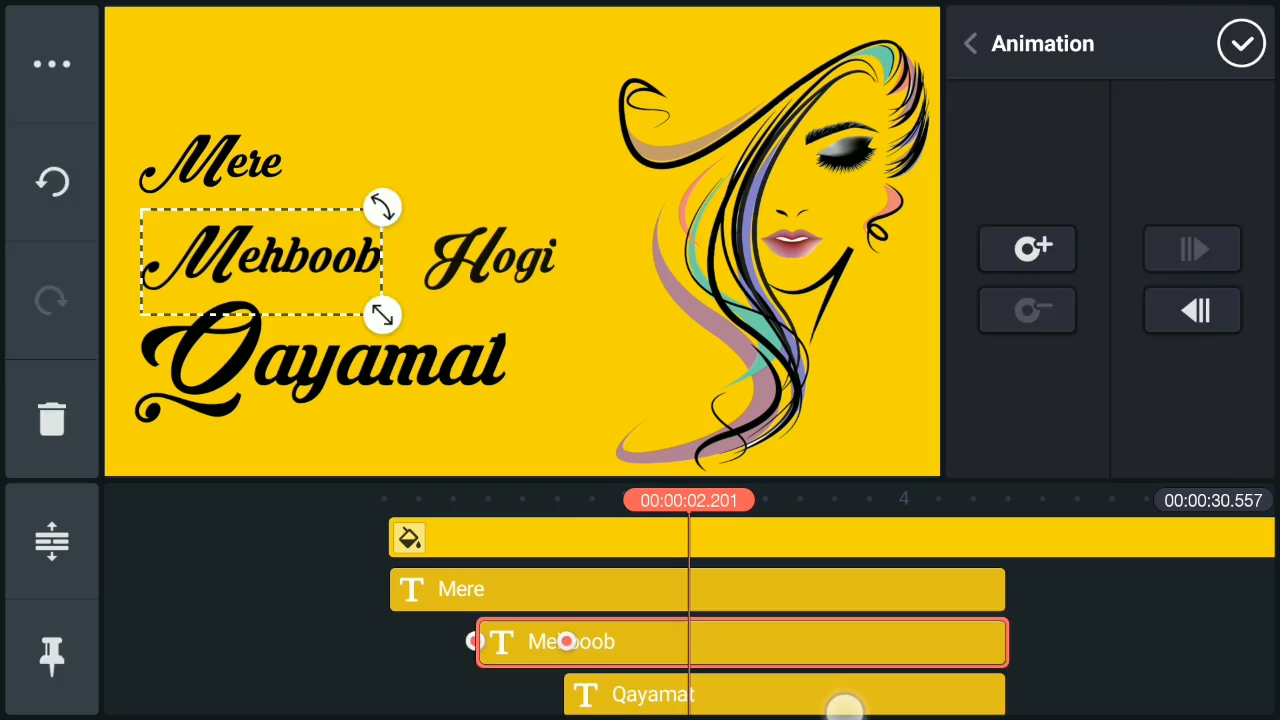 Animation
Mere
Mehboob Hogi
Qayamat
00:00:02.201
4
00:00:30.557
T Mere
T Mehboob
T Qayamat